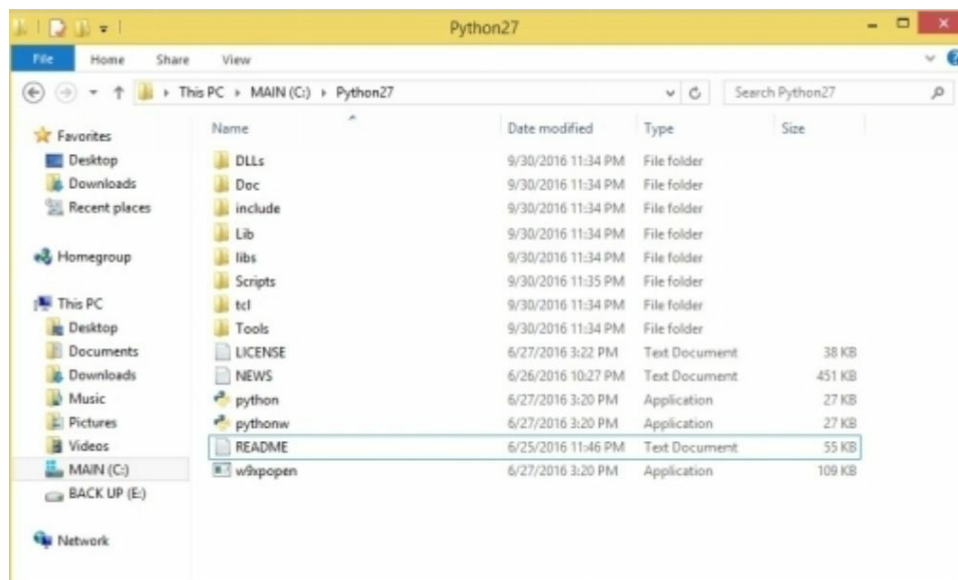 Python27
File Home Share View
This PC MAIN (C:) Python27 Search Python27
Name Date modified Type Size
Favorites
Desktop
Downloads
Recent places
Homegroup
This PC
Desktop
Documents
Downloads
Music
Pictures
Videos
MAIN (C:)
BACK UP (E:)
Network
DLLs 9/30/2016 11:34 PM File folder
Doc 9/30/2016 11:34 PM File folder
include 9/30/2016 11:34 PM File folder
Lib 9/30/2016 11:34 PM File folder
libs 9/30/2016 11:34 PM File folder
Scripts 9/30/2016 11:35 PM File folder
tcl 9/30/2016 11:34 PM File folder
Tools 9/30/2016 11:34 PM File folder
LICENSE 6/27/2016 3:22 PM Text Document 38 KB
NEWS 6/26/2016 10:27 PM Text Document 451 KB
python 6/27/2016 3:20 PM Application 27 KB
pythonw 6/27/2016 3:20 PM Application 27 KB
README 6/25/2016 11:46 PM Text Document 55 KB
w9xpopen 6/27/2016 3:20 PM Application 109 KB